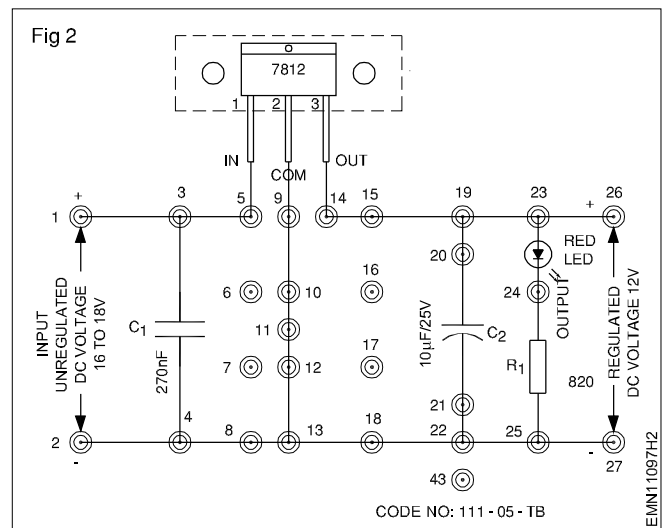 Fig 2
7812
1 2 3
IN
COM
OUT
3 5 9 14 15 19 23 26
1 + +
20
RED
LED
6 10 16
24
INPUT
UNREGULATED
DC VOLTAGE
16 TO 18V
C1
270nF
11
10µF/25V
C2
OUTPUT
REGULATED
DC VOLTAGE 12V
7 12 17
R1
820
21
4
2 8 13 18 22 25
- -
27
43
CODE NO: 111 - 05 - TB
EMN11097H2